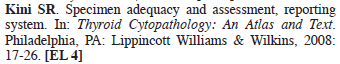 Kini SR. Specimen adequacy and assessment, reporting
system. In: Thyroid Cytopathology: An Atlas and Text.
Philadelphia, PA: Lippincott Williams & Wilkins, 2008:
17-26. [EL 4]